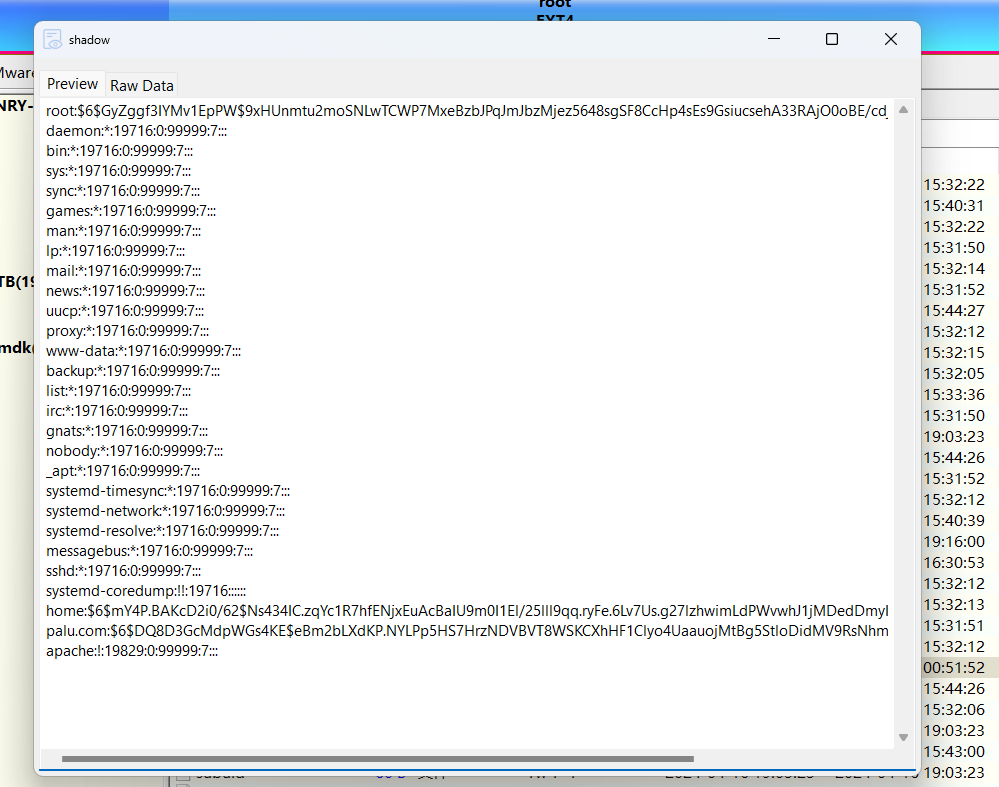 root
EXT4
shadow
Mware
NRY-
Preview
Raw Data
root:$6$GyZggf3IYMv1EpPW$9xHUnmtu2moSNLwTCWP7MxeBzbJPqJmJbzMjez5648sgSF8CcHp4sEs9GsiucsehA33RAjO0oBE/cd_
daemon:*:19716:0:99999:7:::
bin:*:19716:0:99999:7:::
sys:*:19716:0:99999:7:::
sync:*:19716:0:99999:7:::
games:*:19716:0:99999:7:::
man:*:19716:0:99999:7:::
lp:*:19716:0:99999:7:::
mail:*:19716:0:99999:7:::
news:*:19716:0:99999:7:::
uucp:*:19716:0:99999:7:::
proxy:*:19716:0:99999:7:::
www-data:*:19716:0:99999:7:::
backup:*:19716:0:99999:7:::
list:*:19716:0:99999:7:::
irc:*:19716:0:99999:7:::
gnats:*:19716:0:99999:7:::
nobody:*:19716:0:99999:7:::
_apt:*:19716:0:99999:7:::
systemd-timesync:*:19716:0:99999:7:::
systemd-network:*:19716:0:99999:7:::
systemd-resolve:*:19716:0:99999:7:::
messagebus:*:19716:0:99999:7:::
sshd:*:19716:0:99999:7:::
systemd-coredump:!!:19716::::::
home:$6$mY4P.BAKcD2i0/62$Ns434IC.zqYc1R7hfENjxEuAcBaIU9m0I1EI/25IIl9qq.ryFe.6Lv7Us.g27IzhwimLdPWvwhJ1jMDedDmyI
palu.com:$6$DQ8D3GcMdpWGs4KE$eBm2bLXdKP.NYLPp5HS7HrzNDVBVT8WSKCXhHF1CIyo4UaauojMtBg5StIoDidMV9RsNhm
apache:!:19829:0:99999:7:::
TB(19
mdk(
15:32:22
15:40:31
15:32:22
15:31:50
15:32:14
15:31:52
15:44:27
15:32:12
15:32:15
15:32:05
15:33:36
15:31:50
19:03:23
15:44:26
15:31:52
15:32:12
15:40:39
19:16:00
16:30:53
15:32:12
15:32:13
15:31:51
15:32:12
00:51:52
15:44:26
15:32:06
19:03:23
15:43:00
19:03:23